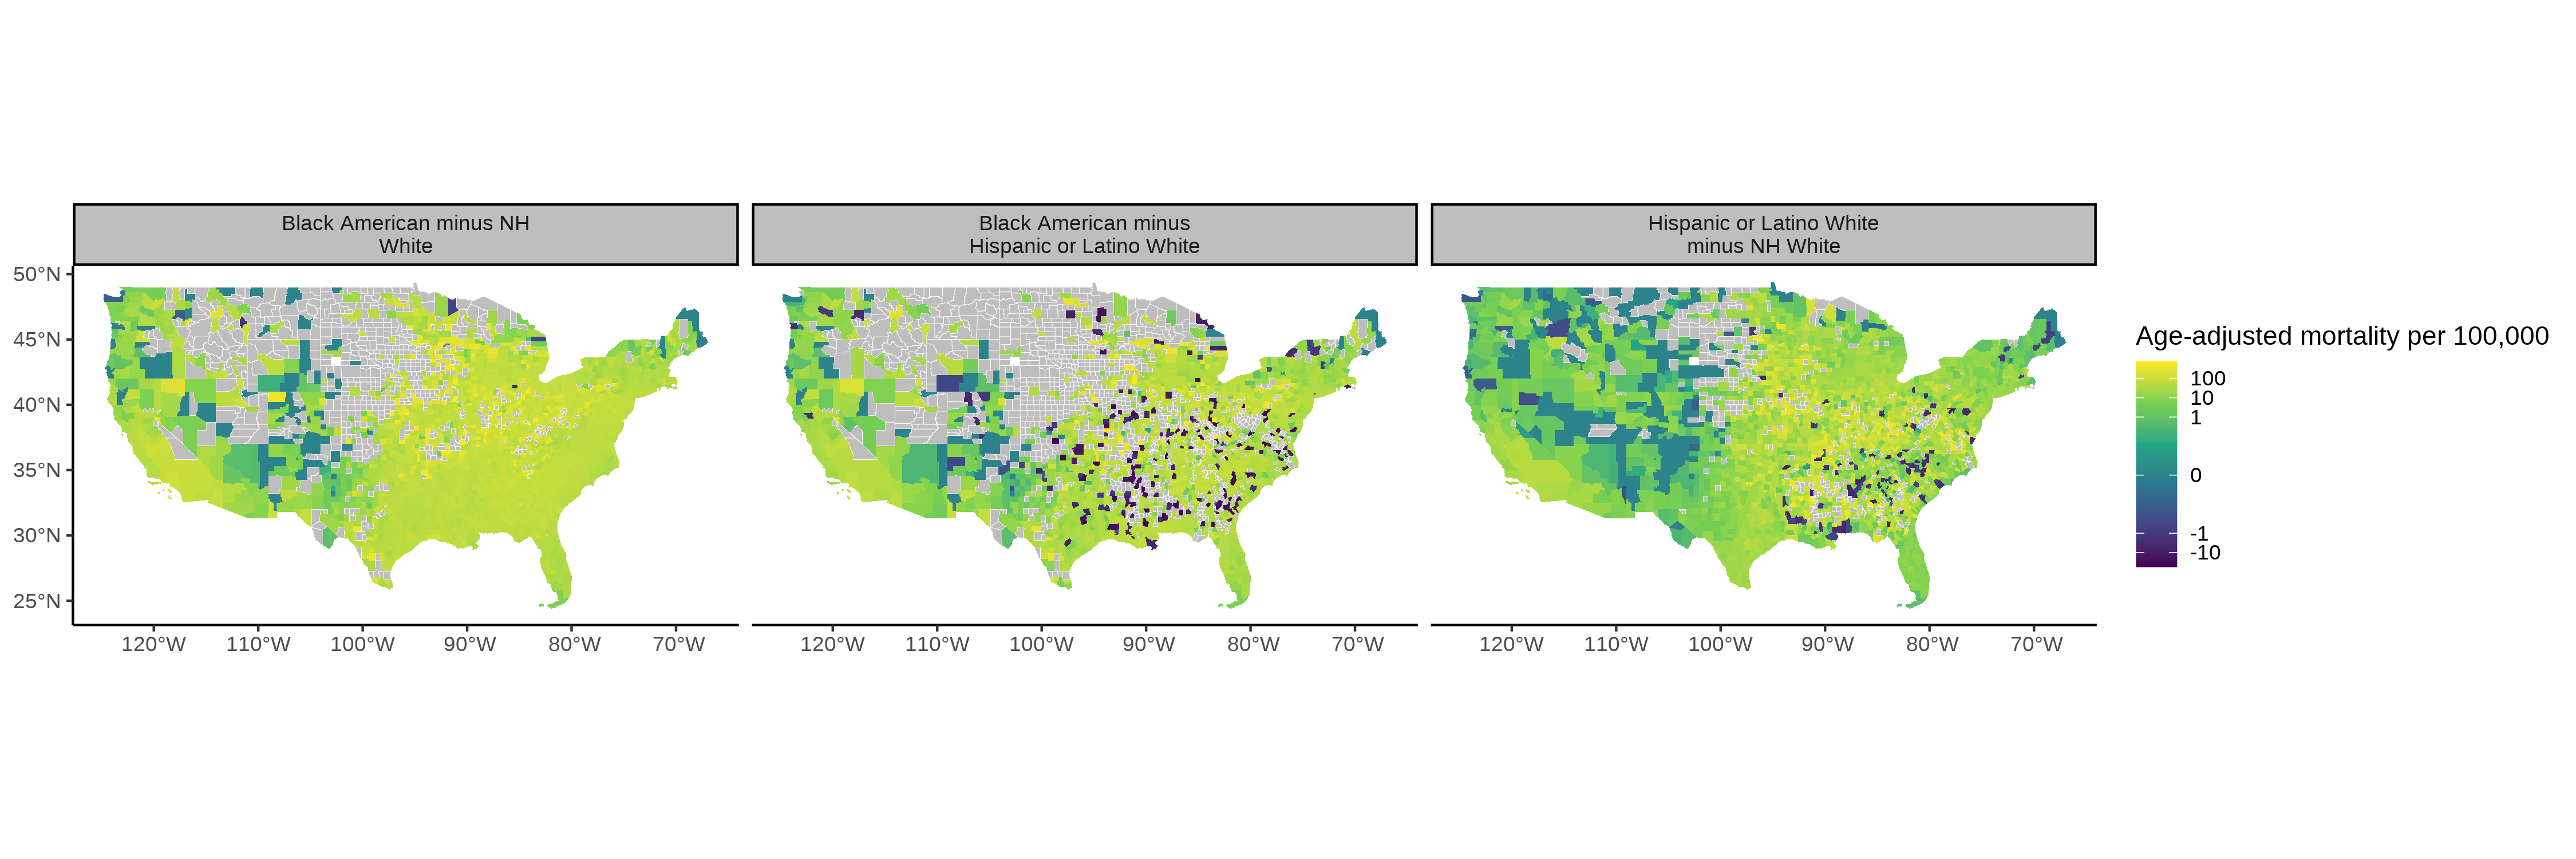 Black American minus NH
White
Black American minus
Hispanic or Latino White
Hispanic or Latino White
minus NH White
50°N
45°N
40°N
35°N
30°N
25°N
120°W 110°W 100°W 90°W 80°W 70°W
120°W 110°W 100°W 90°W 80°W 70°W
120°W 110°W 100°W 90°W 80°W 70°W
Age-adjusted mortality per 100,000
100
10
1
0
-1
-10